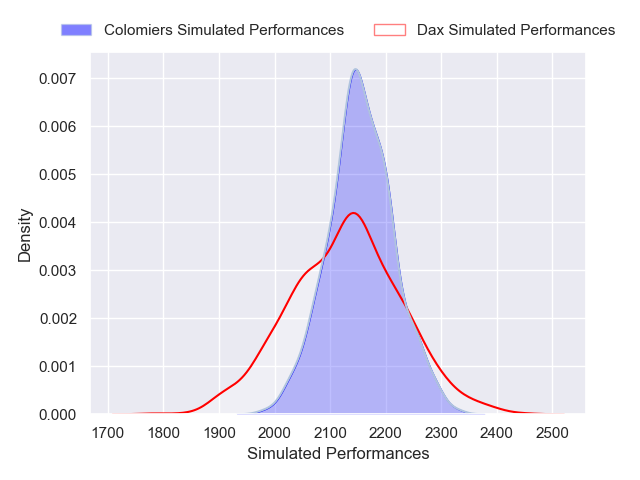 Colomiers Simulated Performances Dax Simulated Performances
0.007
0.006
0.005
0.004
0.003
0.002
0.001
0.000
Density
1700 1800 1900 2000 2100 2200 2300 2400 2500
Simulated Performances